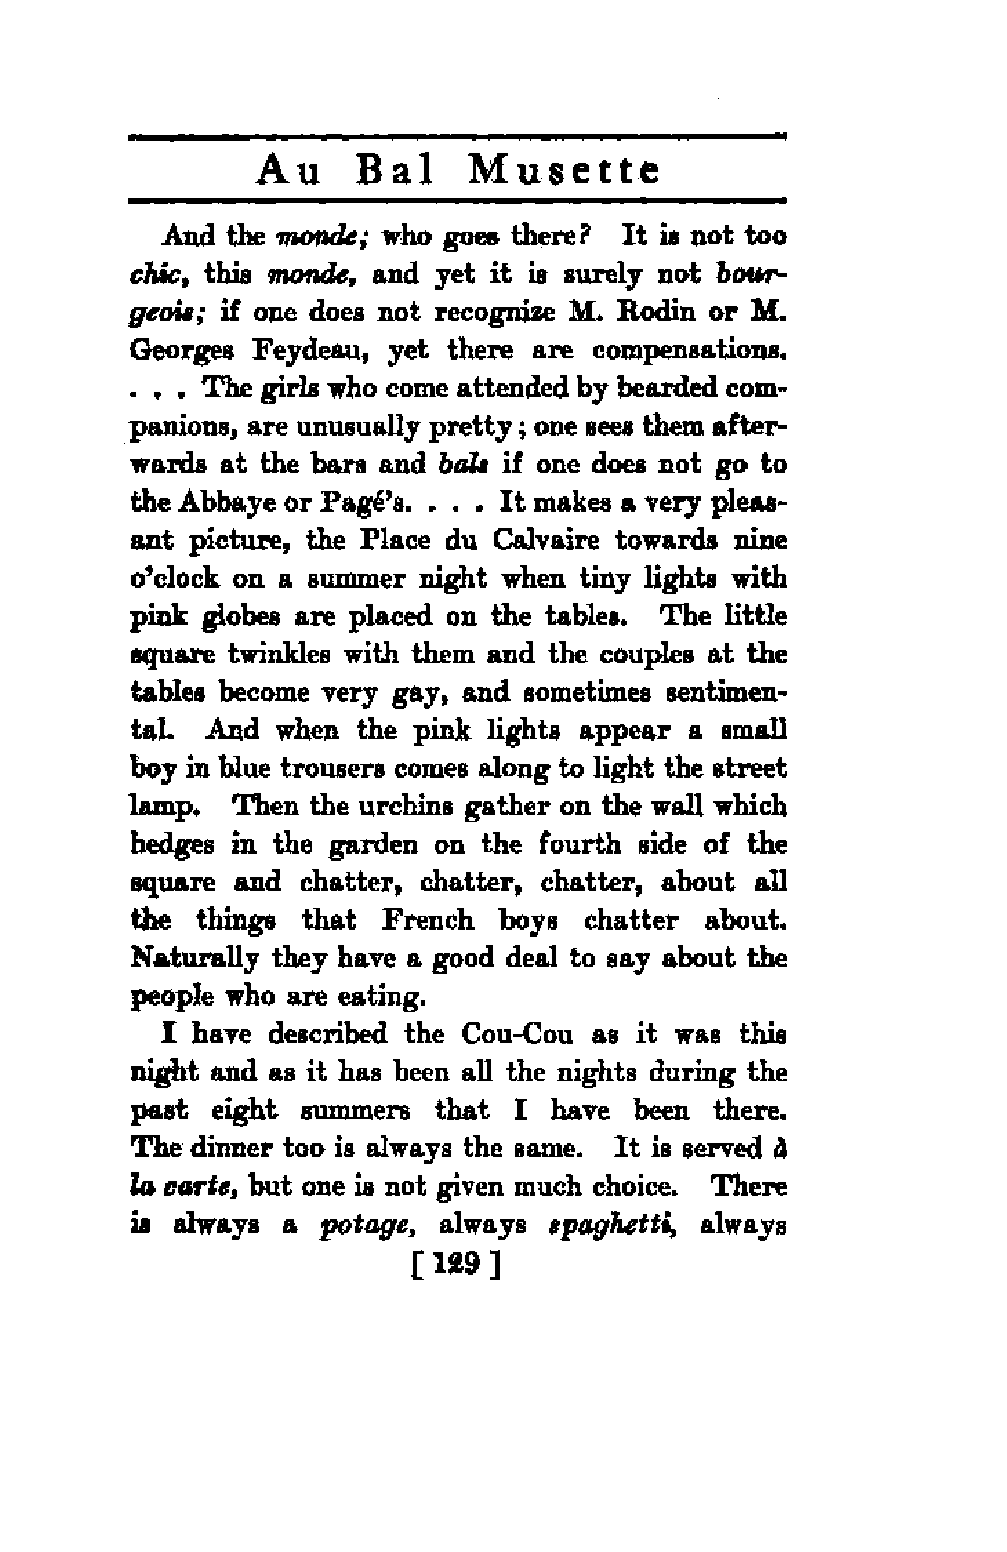 Au Bal Musette
And the monde; who goes there? It is not too
chic, this monde, and yet it is surely not bour-
geois; if one does not recognize M. Rodin or M.
Georges Feydeau, yet there are compensations.
. . . The girls who come attended by bearded com-
panions, are unusually pretty; one sees them after-
wards at the bars and bals if one does not go to
the Abbaye or Pagé's. . . . It makes a very pleas-
ant picture, the Place du Calvaire towards nine
o'clock on a summer night when tiny lights with
pink globes are placed on the tables. The little
square twinkles with them and the couples at the
tables become very gay, and sometimes sentimen-
tal. And when the pink lights appear a small
boy in blue trousers comes along to light the street
lamp. Then the urchins gather on the wall which
hedges in the garden on the fourth side of the
square and chatter, chatter, chatter, about all
the things that French boys chatter about.
Naturally they have a good deal to say about the
people who are eating.
I have described the Cou-Cou as it was this
night and as it has been all the nights during the
past eight summers that I have been there.
The dinner too is always the same. It is served à
la carte, but one is not given much choice. There
is always a potage, always spaghetti, always
[ 129 ]